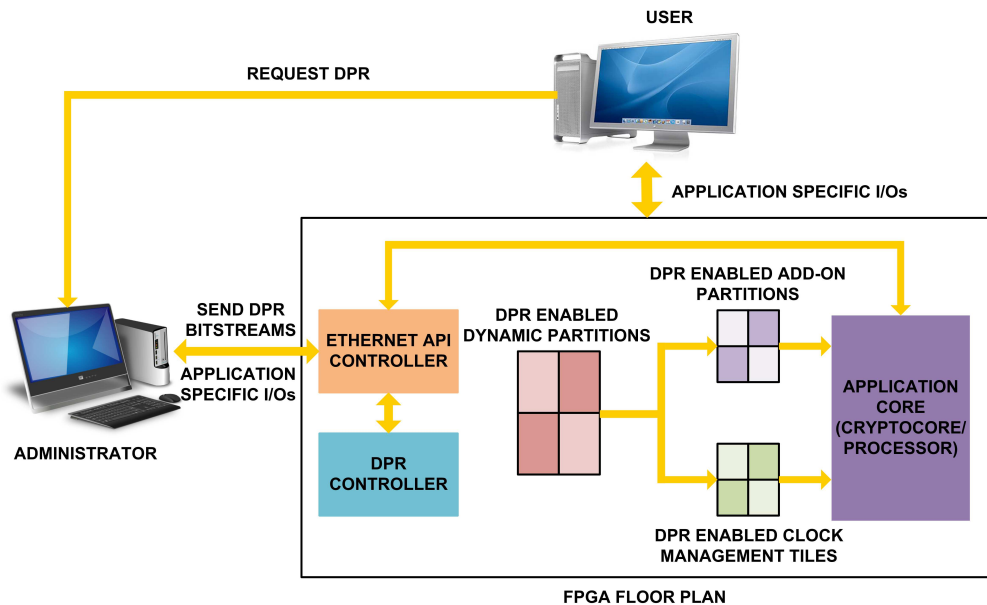 USER
REQUEST DPR
APPLICATION SPECIFIC I/Os
DPR ENABLED ADD-ON
PARTITIONS
SEND DPR
BITSTREAMS
DPR ENABLED
DYNAMIC PARTITIONS
ETHERNET API
CONTROLLER
APPLICATION
SPECIFIC I/Os
APPLICATION
CORE
(CRYPTOCORE/
PROCESSOR)
ADMINISTRATOR
DPR
CONTROLLER
DPR ENABLED CLOCK
MANAGEMENT TILES
FPGA FLOOR PLAN